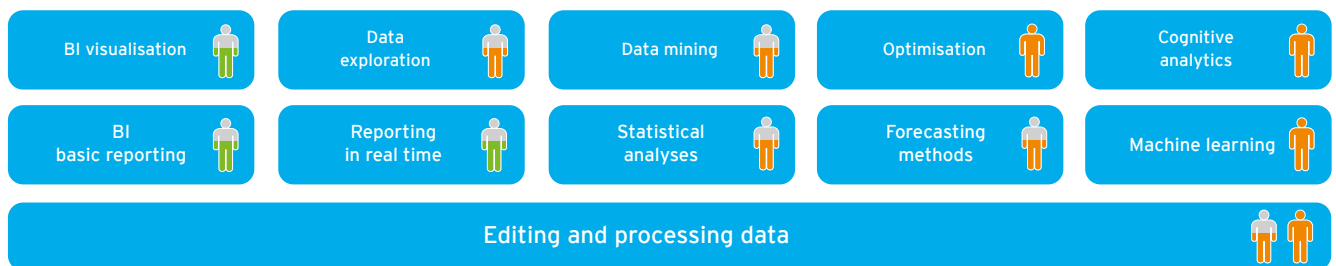 BI visualisation
Data
exploration
Data mining
Optimisation
Cognitive
analytics
BI
basic reporting
Reporting
in real time
Statistical
analyses
Forecasting
methods
Machine learning
Editing and processing data